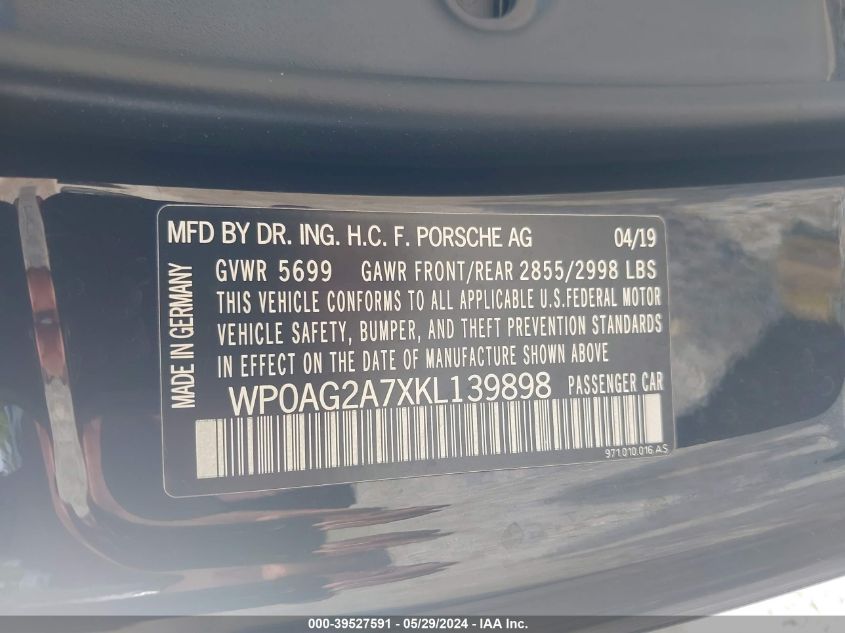 MFD BY DR. ING. H.C. F. PORSCHE AG 04/19
GVWR 5699 GAWR FRONT/REAR 2855/2998 LBS
THIS VEHICLE CONFORMS TO ALL APPLICABLE U.S.FEDERAL MOTOR
VEHICLE SAFETY, BUMPER, AND THEFT PREVENTION STANDARDS
IN EFFECT ON THE DATE OF MANUFACTURE SHOWN ABOVE
WP0AG2A7XKL139898 PASSENGER CAR
MADE IN GERMANY
971.010.016.AS
000-39527591 - 05/29/2024 - IAA Inc.